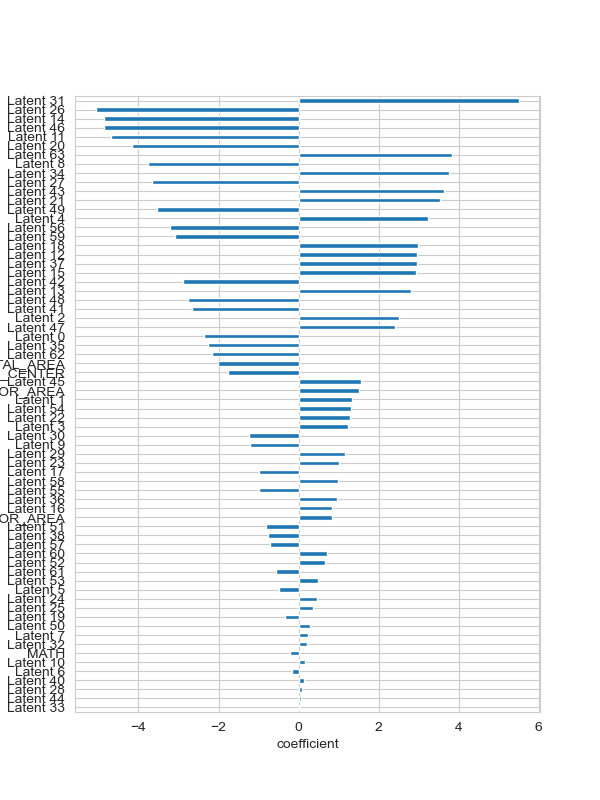 Latent 31
Latent 26
Latent 14
Latent 46
Latent 11
Latent 20
Latent 63
Latent 8
Latent 34
Latent 27
Latent 43
Latent 21
Latent 49
Latent 4
Latent 56
Latent 59
Latent 18
Latent 12
Latent 37
Latent 15
Latent 42
Latent 13
Latent 48
Latent 41
Latent 2
Latent 47
Latent 0
Latent 35
Latent 62
TAL_AREA
_CENTER
Latent 45
OR_AREA
Latent 1
Latent 54
Latent 22
Latent 3
Latent 30
Latent 9
Latent 29
Latent 23
Latent 17
Latent 58
Latent 55
Latent 36
Latent 16
OR_AREA
Latent 51
Latent 38
Latent 57
Latent 60
Latent 52
Latent 61
Latent 53
Latent 5
Latent 24
Latent 25
Latent 19
Latent 50
Latent 7
Latent 32
MATH
Latent 10
Latent 6
Latent 40
Latent 28
Latent 44
Latent 33
−4 −2 0 2 4 6
coefficient